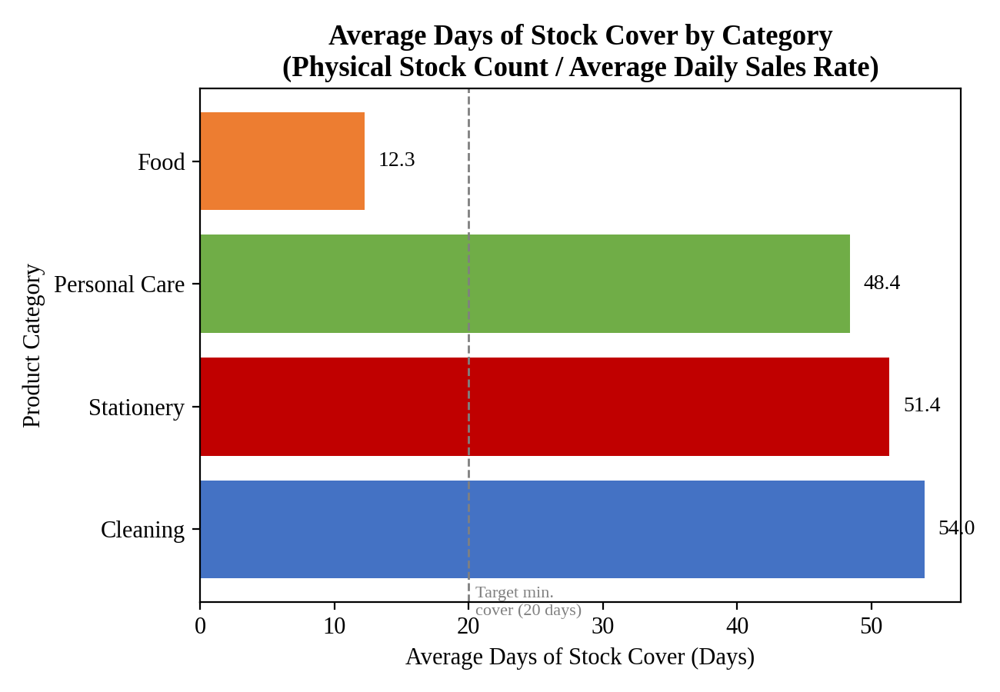 Average Days of Stock Cover by Category
(Physical Stock Count / Average Daily Sales Rate)
Product Category
Food
12.3
Personal Care
48.4
Stationery
51.4
Cleaning
54.0
Target min.
cover (20 days)
0 10 20 30 40 50
Average Days of Stock Cover (Days)